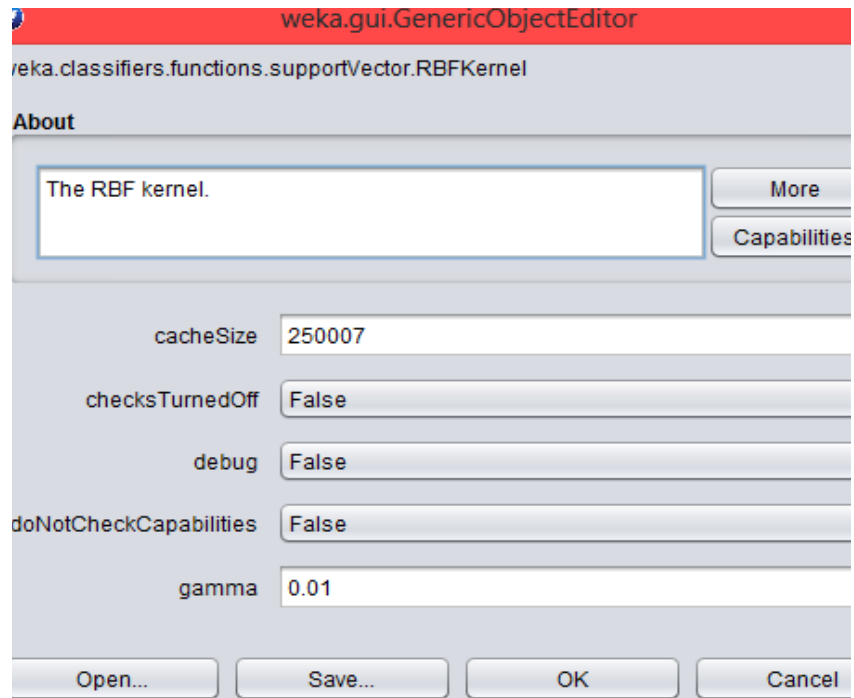 weka.gui.GenericObjectEditor
weka.classifiers.functions.supportVector.RBFKernel
About
The RBF kernel.
More
Capabilities
cacheSize 250007
checksTurnedOff False
debug False
doNotCheckCapabilities False
gamma 0.01
Open... Save... OK Cancel